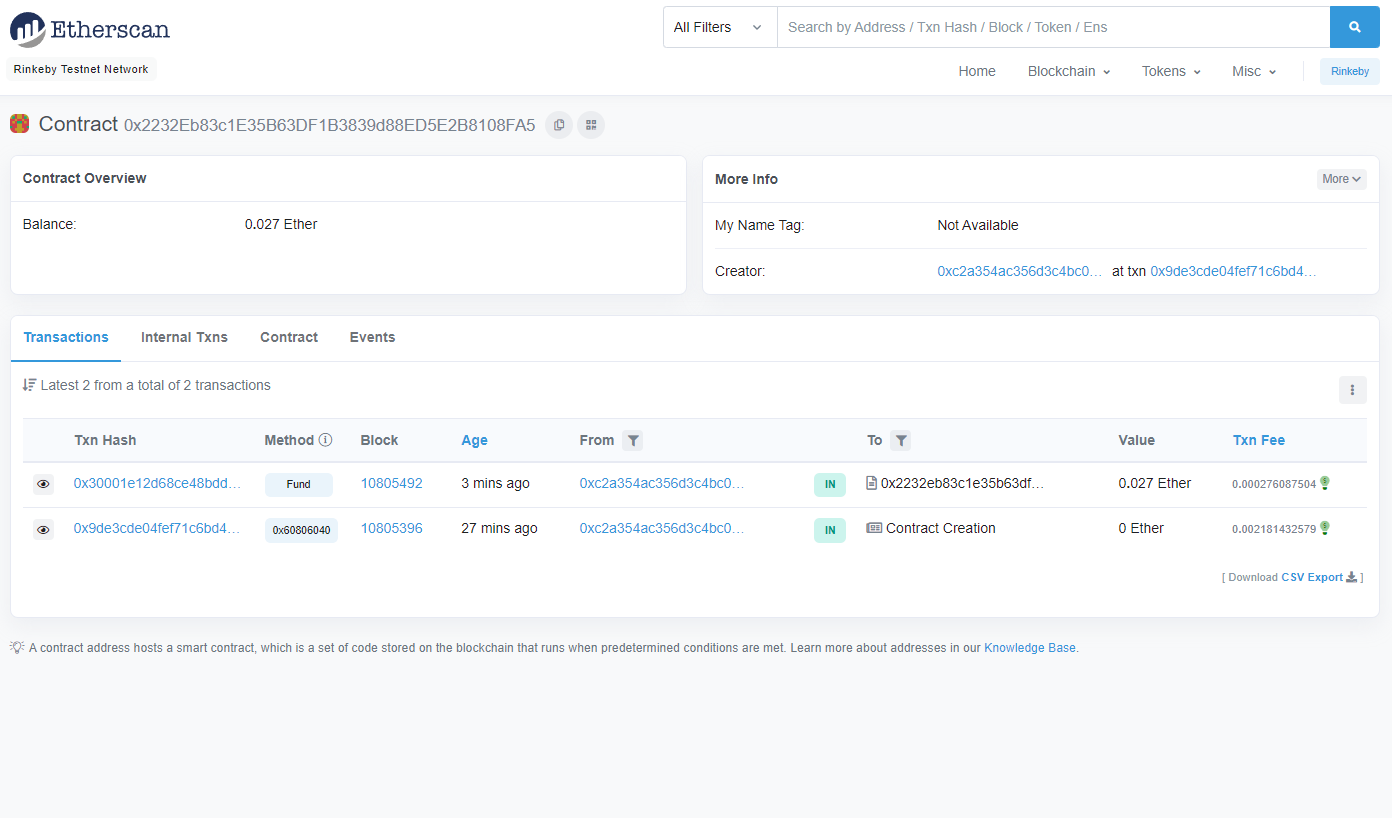 Etherscan
All Filters
Search by Address / Txn Hash / Block / Token / Ens
Rinkeby Testnet Network
Home Blockchain Tokens Misc Rinkeby
Contract 0x2232Eb83c1E35B63DF1B3839d88ED5E2B8108FA5
Contract Overview
Balance: 0.027 Ether
More Info More
My Name Tag: Not Available
Creator: 0xc2a354ac356d3c4bc0... at txn 0x9de3cde04fef71c6bd4...
Transactions Internal Txns Contract Events
Latest 2 from a total of 2 transactions
Txn Hash Method Block Age From To Value Txn Fee
0x30001e12d68ce48bdd... Fund 10805492 3 mins ago 0xc2a354ac356d3c4bc0... IN 0x2232eb83c1e35b63df... 0.027 Ether 0.000276087504
0x9de3cde04fef71c6bd4... 0x60806040 10805396 27 mins ago 0xc2a354ac356d3c4bc0... IN Contract Creation 0 Ether 0.002181432579
[ Download CSV Export ]
A contract address hosts a smart contract, which is a set of code stored on the blockchain that runs when predetermined conditions are met. Learn more about addresses in our Knowledge Base.